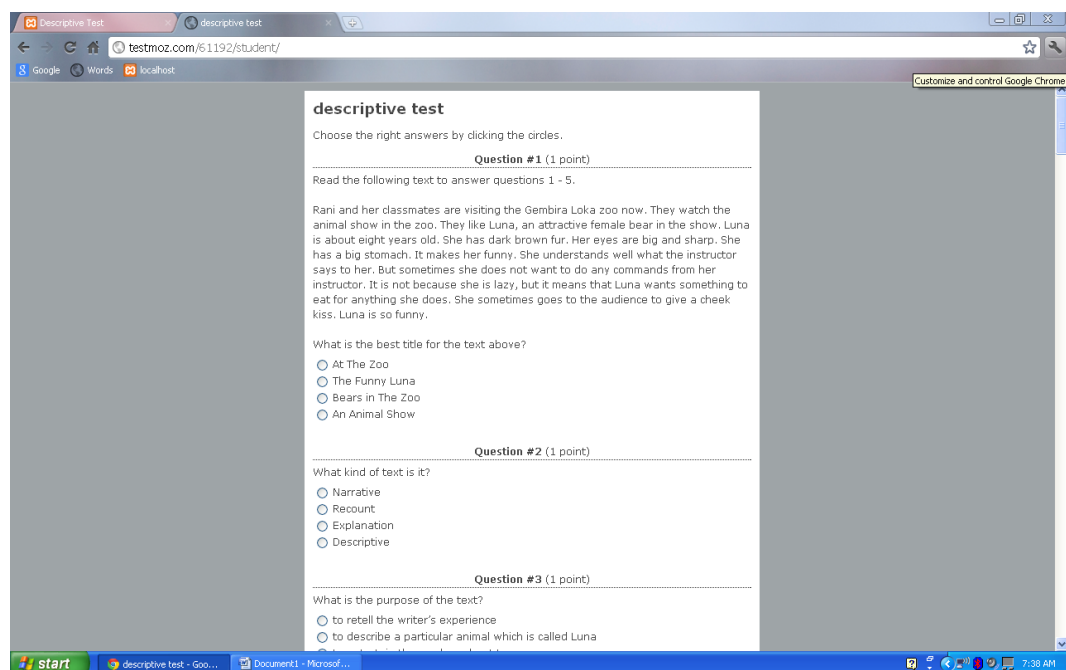 Descriptive Test
descriptive test
testmoz.com/61192/student/
Google
Words
localhost
Customize and control Google Chrome
descriptive test
Choose the right answers by clicking the circles.
Question #1 (1 point)
Read the following text to answer questions 1 - 5.
Rani and her classmates are visiting the Gembira Loka zoo now. They watch the
animal show in the zoo. They like Luna, an attractive female bear in the show. Luna
is about eight years old. She has dark brown fur. Her eyes are big and sharp. She
has a big stomach. It makes her funny. She understands well what the instructor
says to her. But sometimes she does not want to do any commands from her
instructor. It is not because she is lazy, but it means that Luna wants something to
eat for anything she does. She sometimes goes to the audience to give a cheek
kiss. Luna is so funny.
What is the best title for the text above?
At The Zoo
The Funny Luna
Bears in The Zoo
An Animal Show
Question #2 (1 point)
What kind of text is it?
Narrative
Recount
Explanation
Descriptive
Question #3 (1 point)
What is the purpose of the text?
to retell the writer's experience
to describe a particular animal which is called Luna
start
descriptive test - Goo...
Document1 - Microsof...
7:38 AM